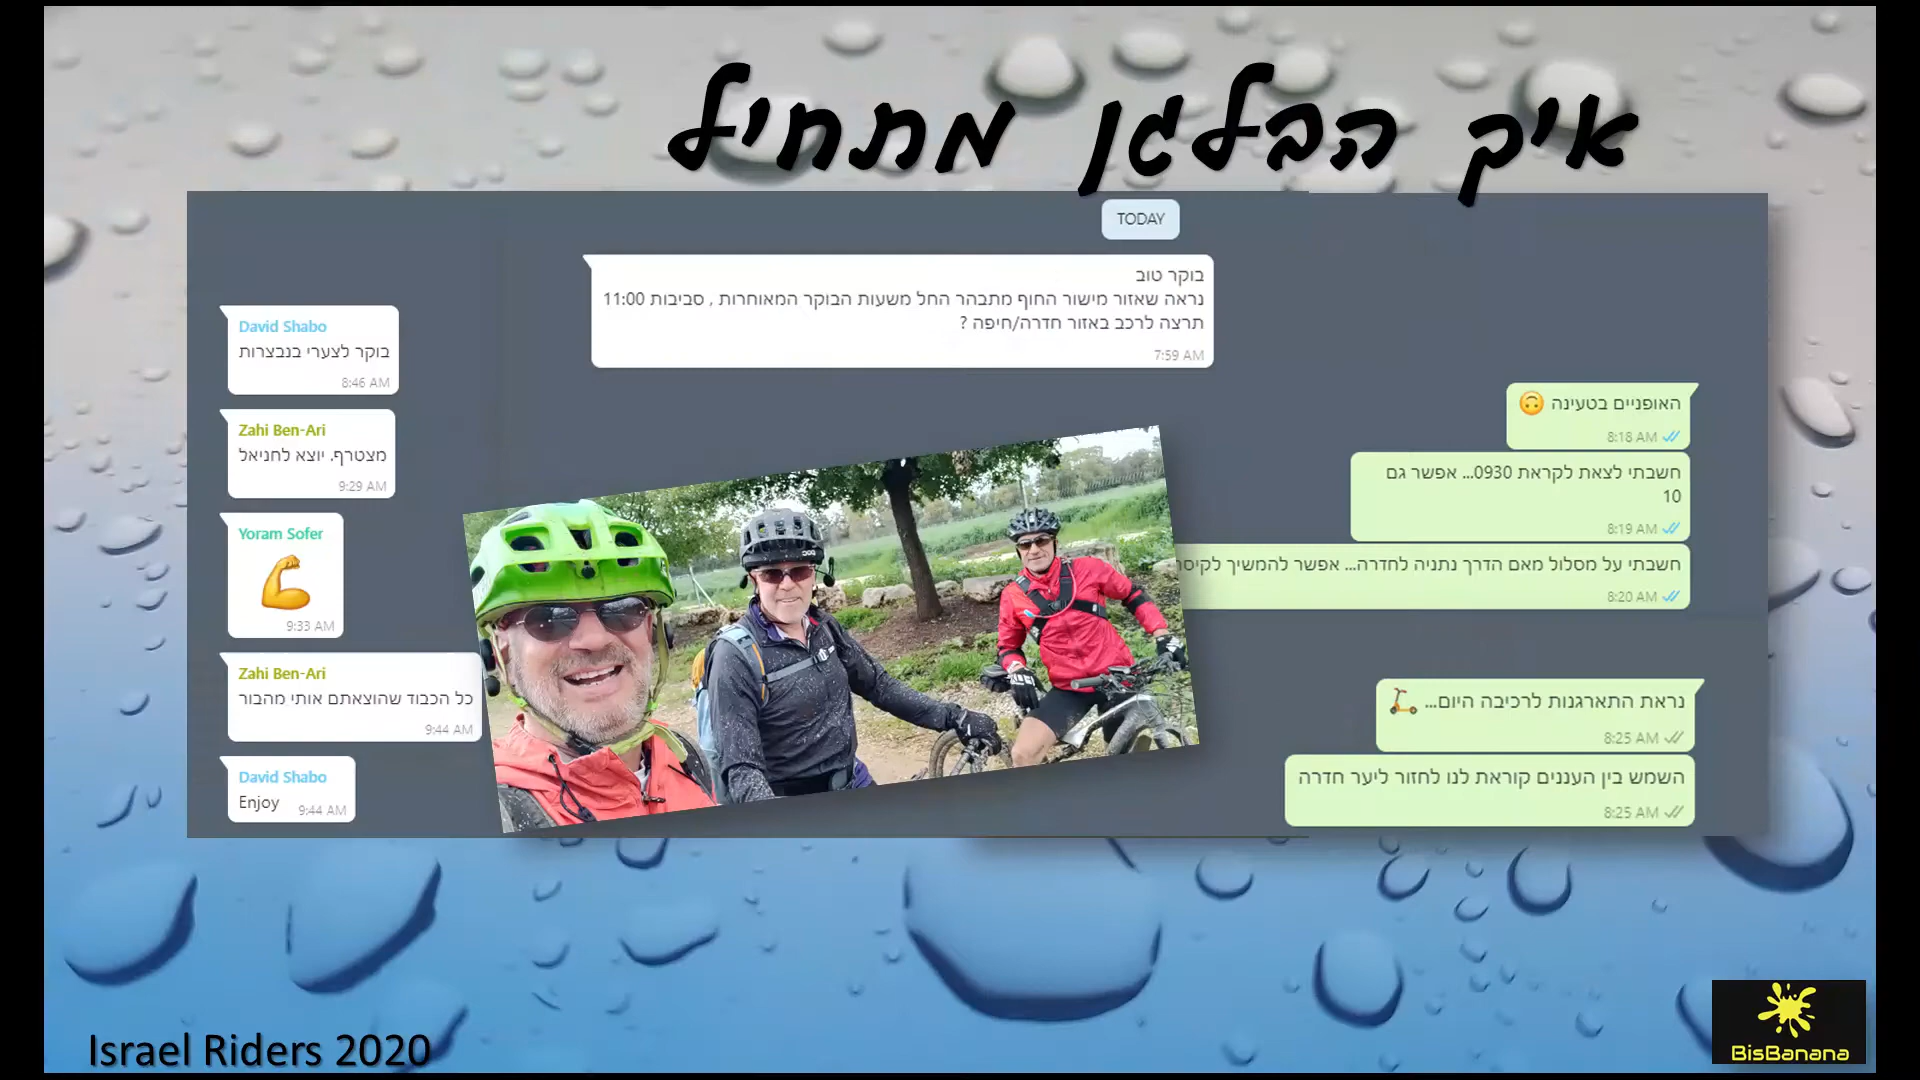 איך הבלגן מתחיל
TODAY
בוקר טוב
נראה שאזור מישור החוף מתבהר החל משעות הבוקר המאוחרות , סביבות 11:00
תרצה לרכב באזור חדרה/חיפה ?
7:59 AM
האופניים בטעינה 🙃
8:18 AM
חשבתי לצאת לקראת 0930... אפשר גם
10
8:19 AM
חשבתי על מסלול מאם הדרך נתניה לחדרה... אפשר להמשיך
8:20 AM
נראת התארגנות לרכיבה היום... 🛴
8:25 AM
השמש בין העננים קוראת לנו לחזור ליער חדרה
8:25 AM
David Shabo
בוקר לצערי בנבצרות
8:46 AM
Zahi Ben-Ari
מצטרף. יוצא לחניאל
9:29 AM
Yoram Sofer
💪
9:33 AM
Zahi Ben-Ari
כל הכבוד שהוצאתם אותי מהבור
9:44 AM
David Shabo
Enjoy 9:44 AM
Israel Riders 2020
BisBanana